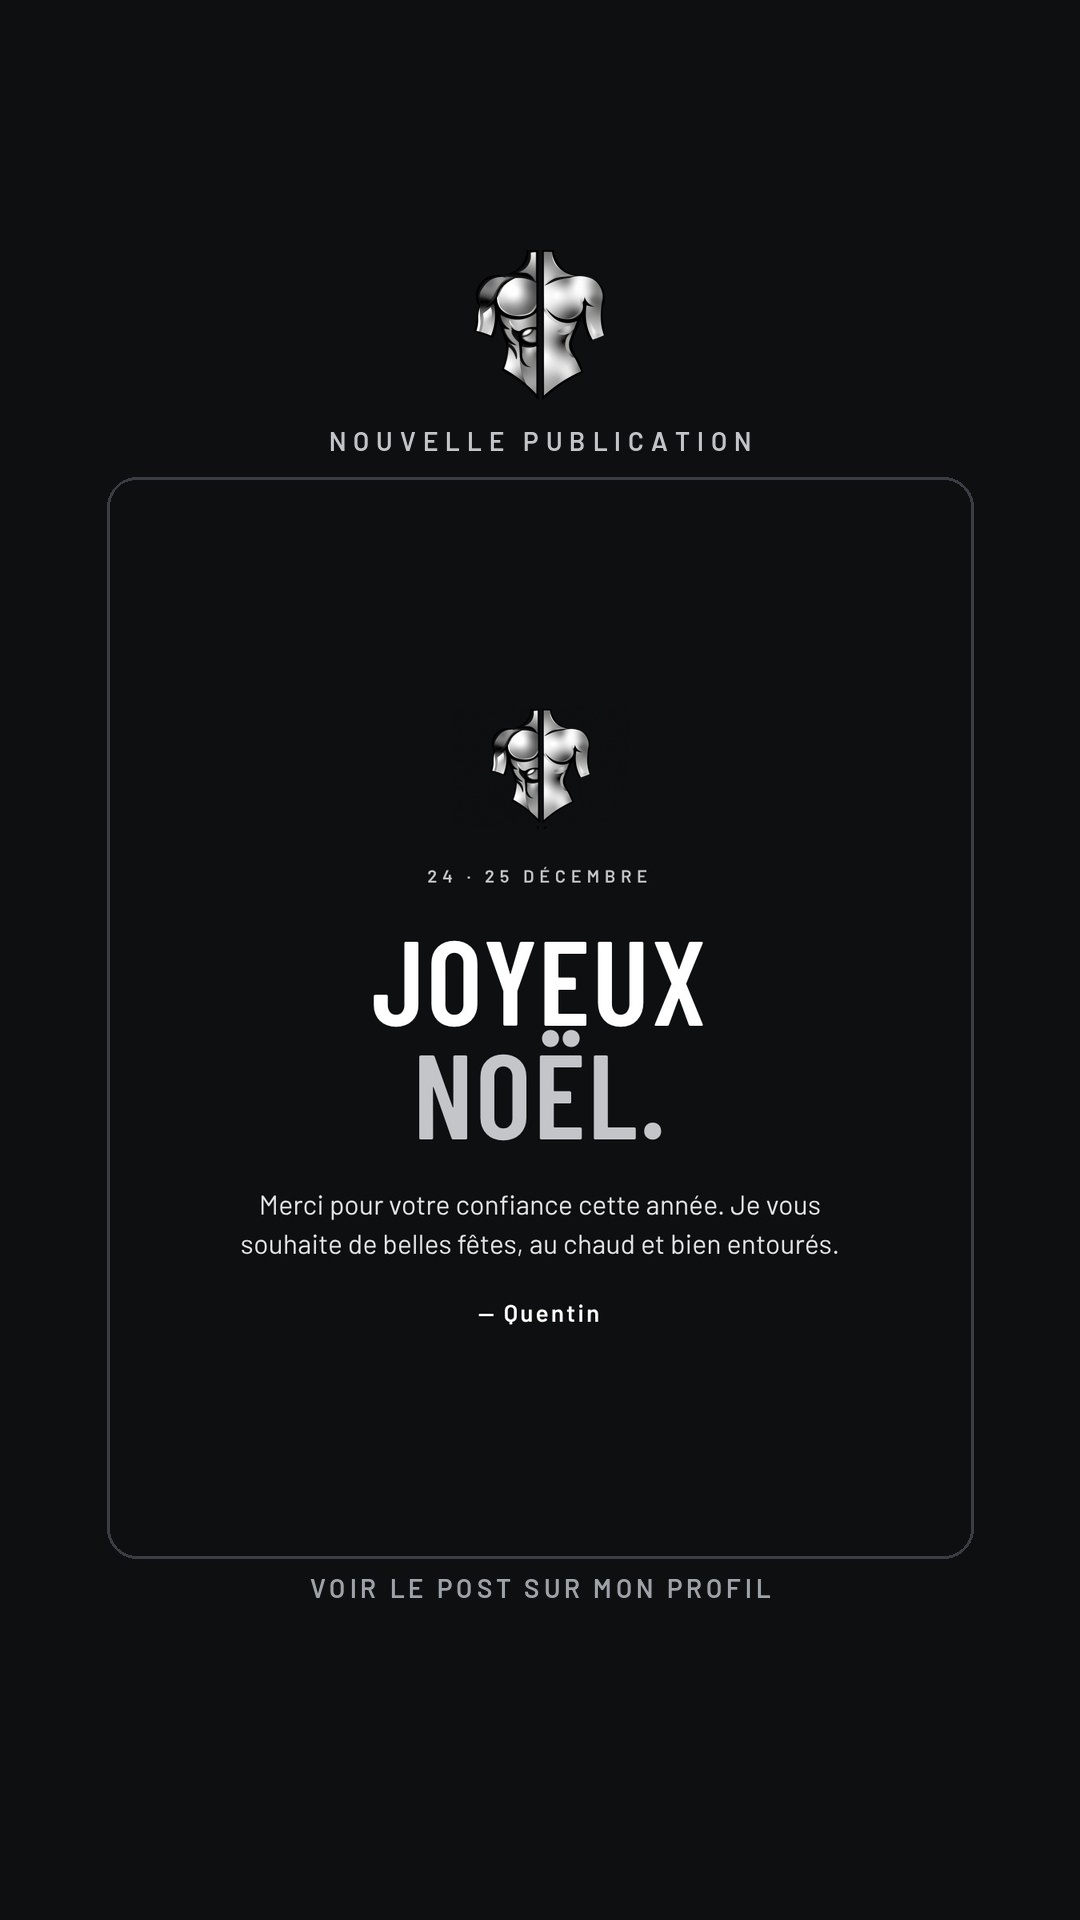 NOUVELLE PUBLICATION
24 · 25 DÉCEMBRE
JOYEUX
NOËL.
Merci pour votre confiance cette année. Je vous
souhaite de belles fêtes, au chaud et bien entourés.
— Quentin
VOIR LE POST SUR MON PROFIL